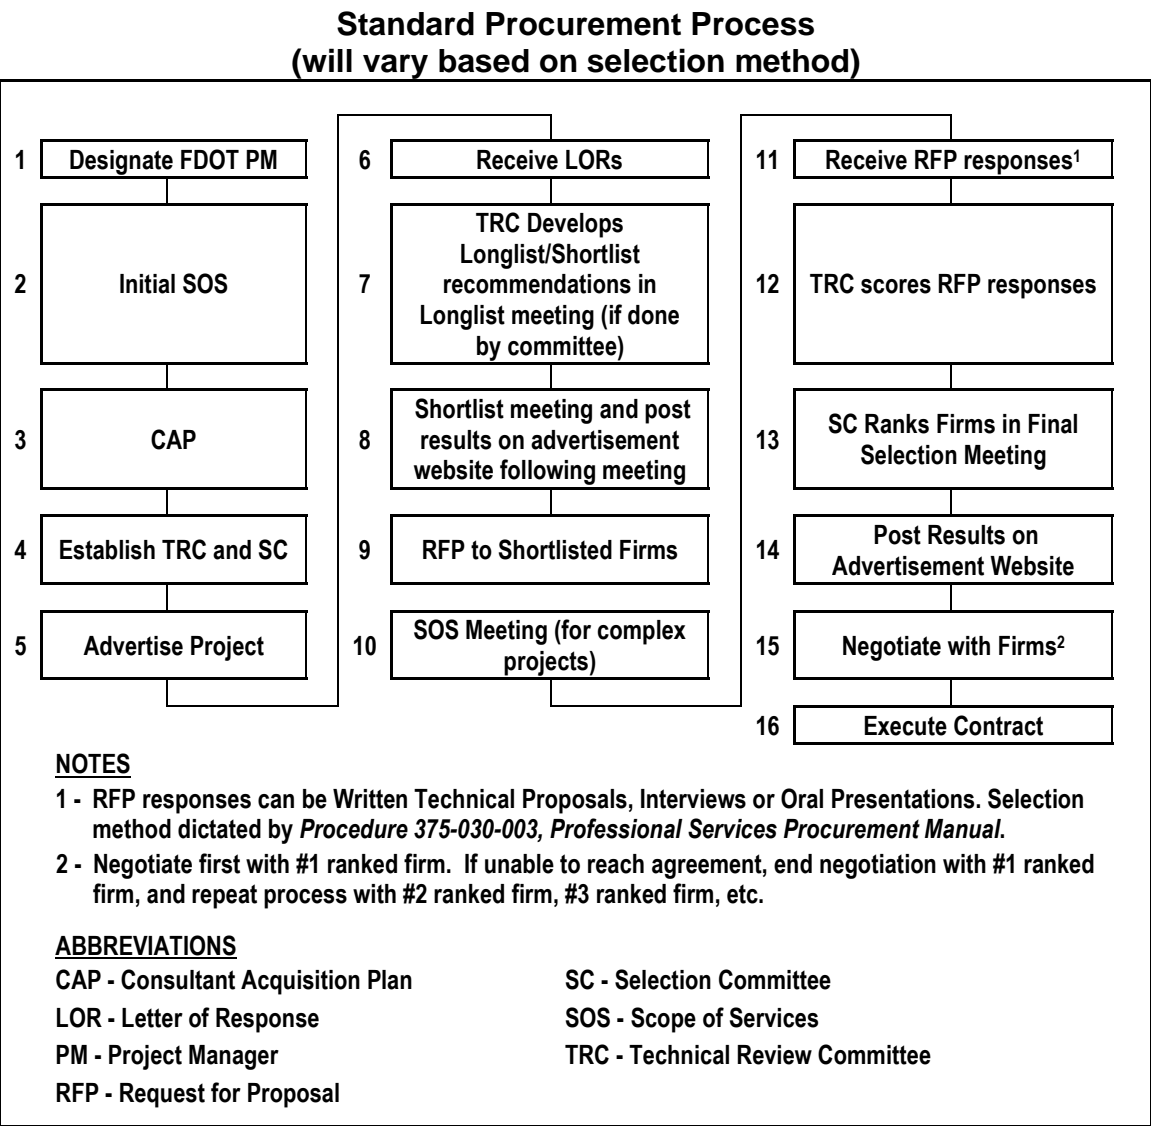 Standard Procurement Process
(will vary based on selection method)
1 Designate FDOT PM
2 Initial SOS
3 CAP
4 Establish TRC and SC
5 Advertise Project
6 Receive LORs
7 TRC Develops
Longlist/Shortlist
recommendations in
Longlist meeting (if done
by committee)
8 Shortlist meeting and post
results on advertisement
website following meeting
9 RFP to Shortlisted Firms
10 SOS Meeting (for complex
projects)
11 Receive RFP responses¹
12 TRC scores RFP responses
13 SC Ranks Firms in Final
Selection Meeting
14 Post Results on
Advertisement Website
15 Negotiate with Firms²
16 Execute Contract
NOTES
1 - RFP responses can be Written Technical Proposals, Interviews or Oral Presentations. Selection
method dictated by Procedure 375-030-003, Professional Services Procurement Manual.
2 - Negotiate first with #1 ranked firm. If unable to reach agreement, end negotiation with #1 ranked
firm, and repeat process with #2 ranked firm, #3 ranked firm, etc.
ABBREVIATIONS
CAP - Consultant Acquisition Plan
LOR - Letter of Response
PM - Project Manager
RFP - Request for Proposal
SC - Selection Committee
SOS - Scope of Services
TRC - Technical Review Committee